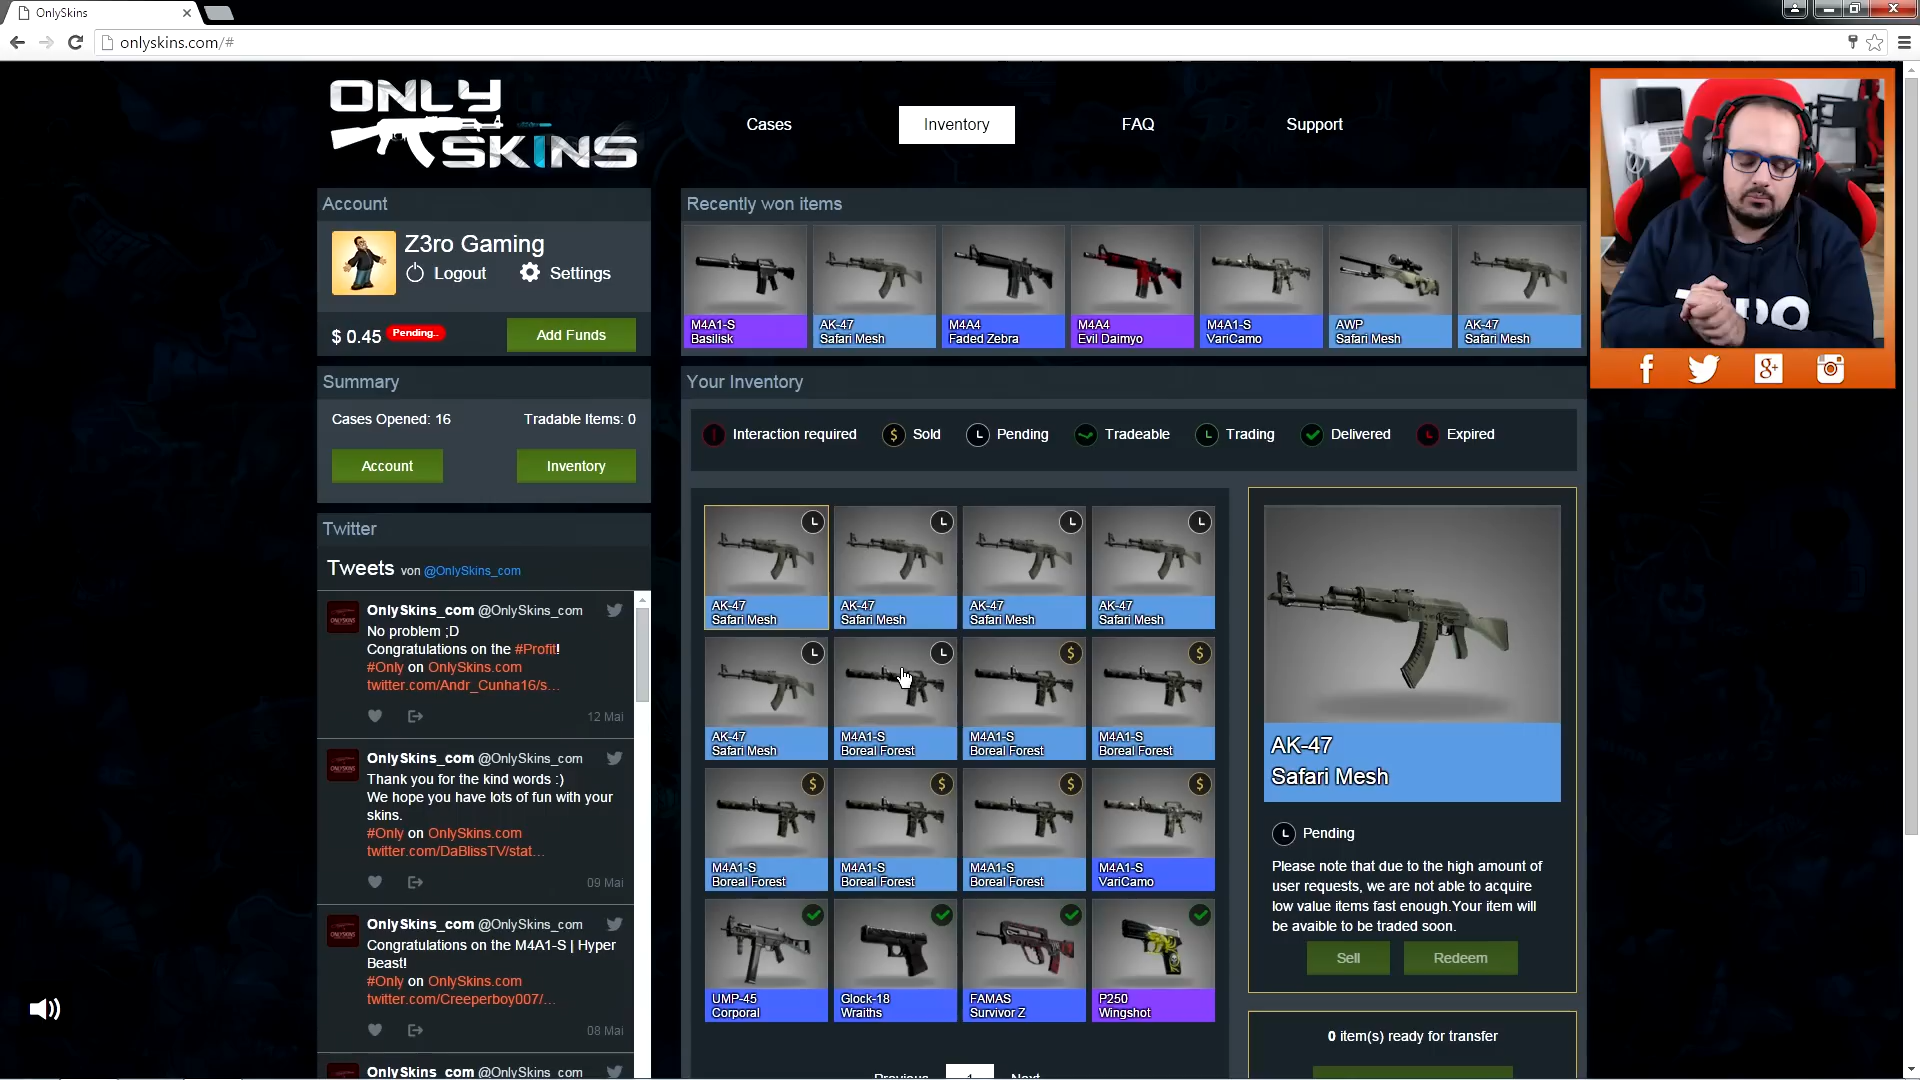 OnlySkins
onlyskins.com/#
ONLY
SKINS
Cases
Inventory
FAQ
Support
Account
Z3ro Gaming
Logout
Settings
$ 0.45
Pending..
Add Funds
Summary
Cases Opened: 16
Tradable Items: 0
Account
Inventory
Twitter
Tweets von @OnlySkins_com
OnlySkins_com @OnlySkins_com
No problem ;D
Congratulations on the #Profit!
#Only on OnlySkins.com
twitter.com/Andr_Cunha16/s…
12 Mai
OnlySkins_com @OnlySkins_com
Thank you for the kind words :)
We hope you have lots of fun with your
skins.
#Only on OnlySkins.com
twitter.com/DaBlissTV/stat…
09 Mai
OnlySkins_com @OnlySkins_com
Congratulations on the M4A1-S | Hyper
Beast!
#Only on OnlySkins.com
twitter.com/Creeperboy007/…
08 Mai
OnlySkins_com @OnlySkins_com
Recently won items
M4A1-S
Basilisk
AK-47
Safari Mesh
M4A4
Faded Zebra
M4A4
Evil Daimyo
M4A1-S
VariCamo
AWP
Safari Mesh
AK-47
Safari Mesh
Your Inventory
Interaction required
Sold
Pending
Tradeable
Trading
Delivered
Expired
AK-47
Safari Mesh
AK-47
Safari Mesh
AK-47
Safari Mesh
AK-47
Safari Mesh
AK-47
Safari Mesh
M4A1-S
Boreal Forest
M4A1-S
Boreal Forest
M4A1-S
Boreal Forest
M4A1-S
Boreal Forest
M4A1-S
Boreal Forest
M4A1-S
Boreal Forest
M4A1-S
VariCamo
UMP-45
Corporal
Glock-18
Wraiths
FAMAS
Survivor Z
P250
Wingshot
Previous
1
Next
AK-47
Safari Mesh
Pending
Please note that due to the high amount of
user requests, we are not able to acquire
low value items fast enough.Your item will
be avaible to be traded soon.
Sell
Redeem
0 item(s) ready for transfer